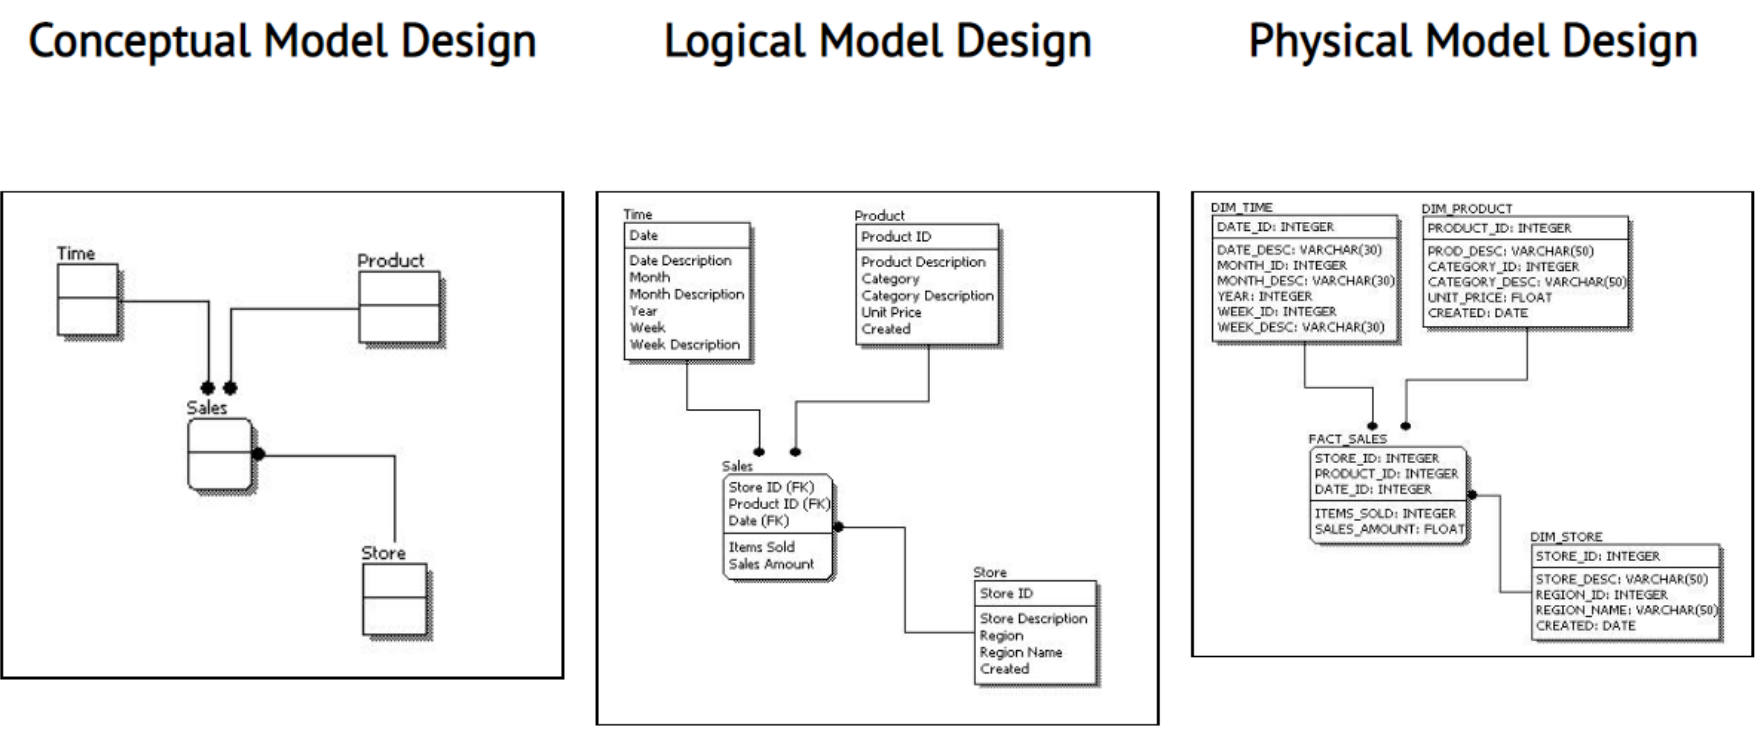 Conceptual Model Design
Time
Product
Sales
Store
Logical Model Design
Time
Date
Date Description
Month
Month Description
Year
Week
Week Description
Product
Product ID
Product Description
Category
Category Description
Unit Price
Created
Sales
Store ID (FK)
Product ID (FK)
Date (FK)
Items Sold
Sales Amount
Store
Store ID
Store Description
Region
Region Name
Created
Physical Model Design
DIM_TIME
DATE_ID: INTEGER
DATE_DESC: VARCHAR(30)
MONTH_ID: INTEGER
MONTH_DESC: VARCHAR(30)
YEAR: INTEGER
WEEK_ID: INTEGER
WEEK_DESC: VARCHAR(30)
DIM_PRODUCT
PRODUCT_ID: INTEGER
PROD_DESC: VARCHAR(50)
CATEGORY_ID: INTEGER
CATEGORY_DESC: VARCHAR(50)
UNIT_PRICE: FLOAT
CREATED: DATE
FACT_SALES
STORE_ID: INTEGER
PRODUCT_ID: INTEGER
DATE_ID: INTEGER
ITEMS_SOLD: INTEGER
SALES_AMOUNT: FLOAT
DIM_STORE
STORE_ID: INTEGER
STORE_DESC: VARCHAR(50)
REGION_ID: INTEGER
REGION_NAME: VARCHAR(50)
CREATED: DATE